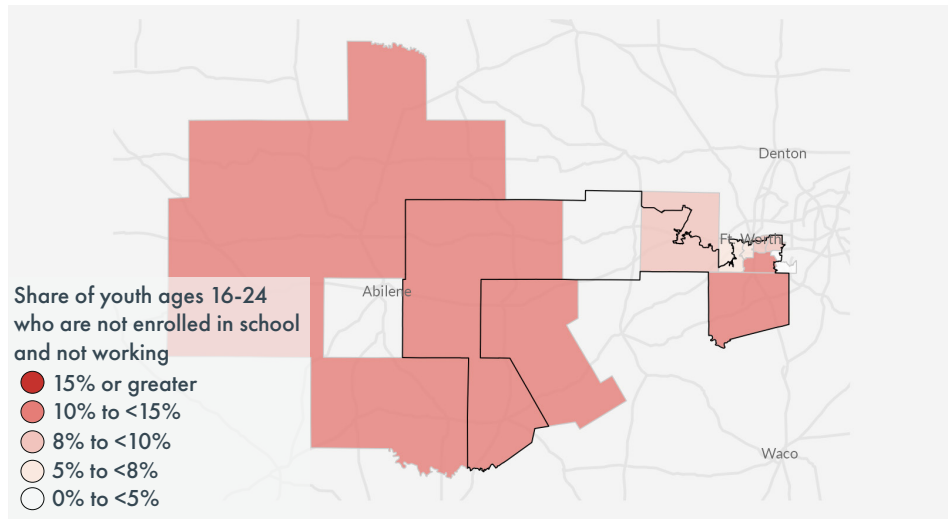 Denton
Ft. Worth
Abilene
Share of youth ages 16-24
who are not enrolled in school
and not working
15% or greater
10% to <15%
8% to <10%
5% to <8%
0% to <5%
Waco